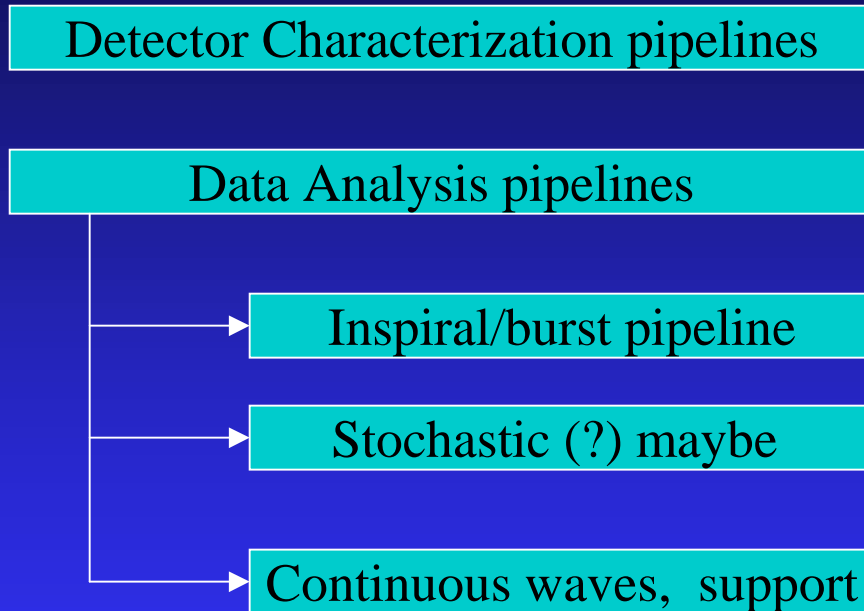 Detector Characterization pipelines
Data Analysis pipelines
Inspiral/burst pipeline
Stochastic (?) maybe
Continuous waves, support